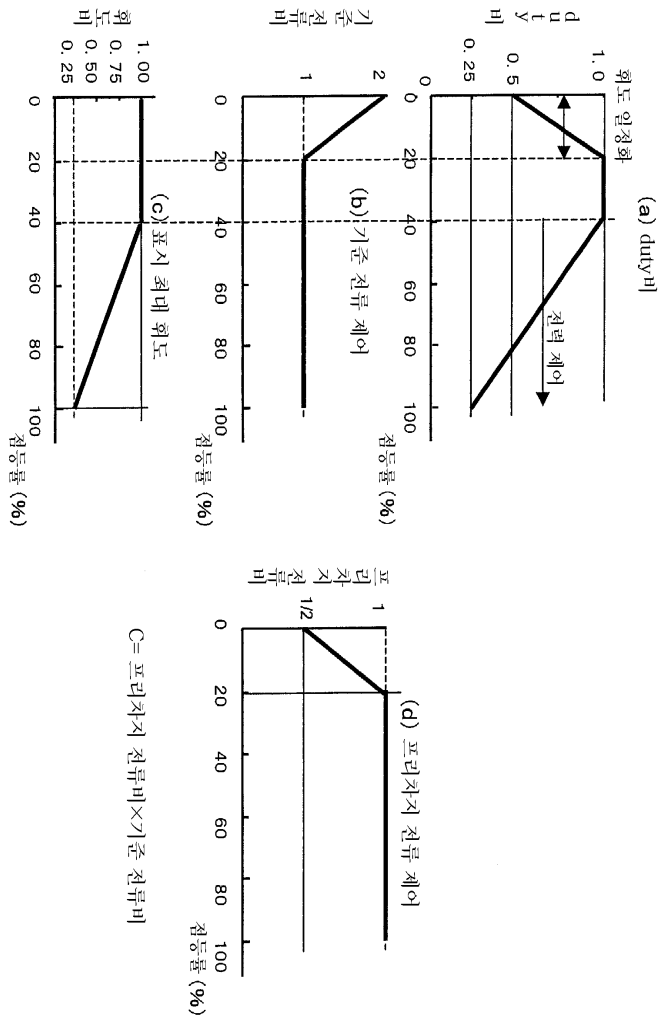 (a) duty비
휘도 일정화
duty
비
1. 0
0. 5
0. 25
0
전력 제어
0 20 40 60 80 100
점등률 (%)
(b) 기준 전류 제어
기준 전류비
2
1
0 20 40 60 80 100
점등률 (%)
(c) 표시 최대 휘도
휘도비
1. 00
0. 75
0. 50
0. 25
0 20 40 60 80 100
점등률 (%)
(d) 프리차지 전류 제어
프리차지 전류비
1
1/2
0 20 40 60 80 100
점등률 (%)
C= 프리차지 전류비×기준 전류비